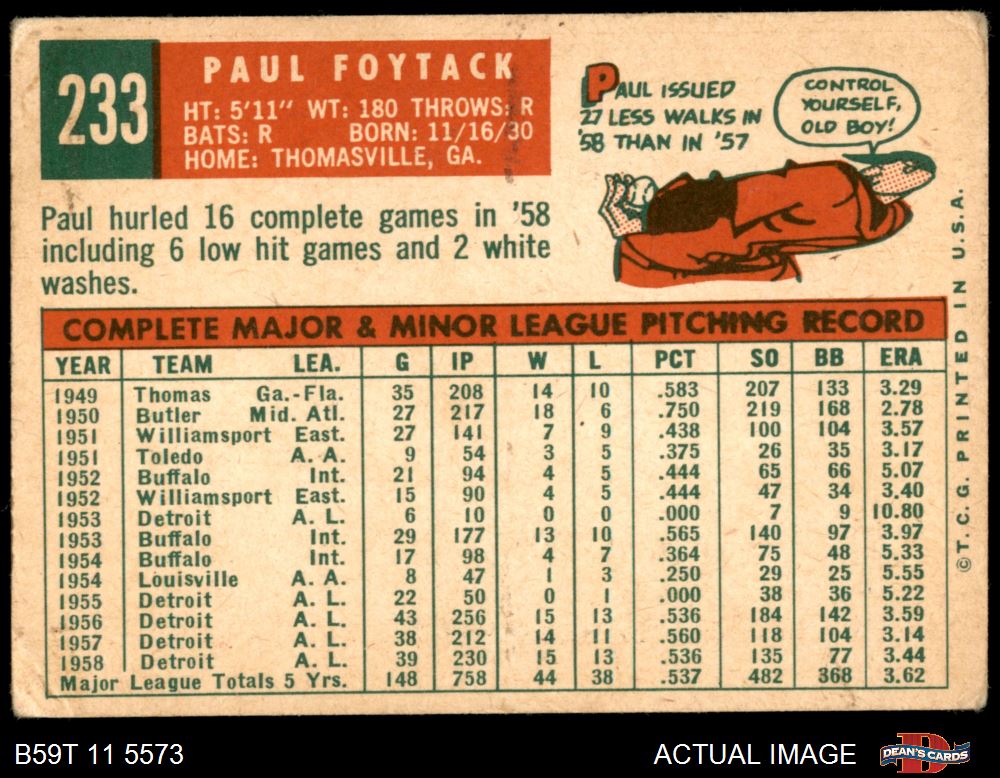 233
PAUL FOYTACK
HT: 5'11" WT: 180 THROWS: R
BATS: R BORN: 11/16/30
HOME: THOMASVILLE, GA.
PAUL ISSUED
27 LESS WALKS IN
'58 THAN IN '57
CONTROL
YOURSELF,
OLD BOY!
Paul hurled 16 complete games in '58
including 6 low hit games and 2 white
washes.
COMPLETE MAJOR & MINOR LEAGUE PITCHING RECORD
YEAR TEAM LEA. G IP W L PCT SO BB ERA
1949 Thomas Ga.-Fla. 35 208 14 10 .583 207 133 3.29
1950 Butler Mid. Atl. 27 217 18 6 .750 219 168 2.78
1951 Williamsport East. 27 141 7 9 .438 100 104 3.57
1951 Toledo A. A. 9 54 3 5 .375 26 35 3.17
1952 Buffalo Int. 21 94 4 5 .444 65 66 5.07
1952 Williamsport East. 15 90 4 5 .444 47 34 3.40
1953 Detroit A. L. 6 10 0 0 .000 7 9 10.80
1953 Buffalo Int. 29 177 13 10 .565 140 97 3.97
1954 Buffalo Int. 17 98 4 7 .364 75 48 5.33
1954 Louisville A. A. 8 47 1 3 .250 29 25 5.55
1955 Detroit A. L. 22 50 0 1 .000 38 36 5.22
1956 Detroit A. L. 43 256 15 13 .536 184 142 3.59
1957 Detroit A. L. 38 212 14 11 .560 118 104 3.14
1958 Detroit A. L. 39 230 15 13 .536 135 77 3.44
Major League Totals 5 Yrs. 148 758 44 38 .537 482 368 3.62
©T.C.G. PRINTED IN U.S.A.
B59T 11 5573
ACTUAL IMAGE
DEAN'S CARDS